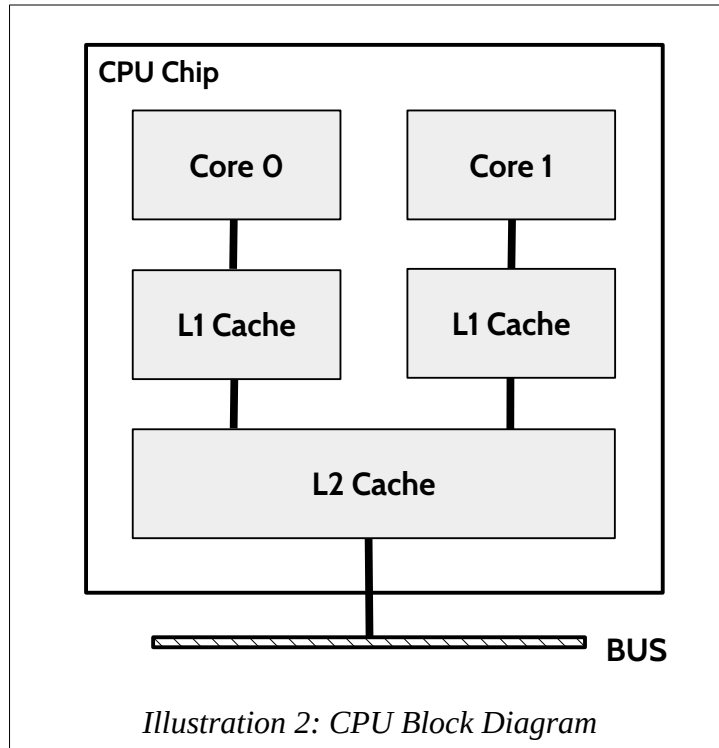 CPU Chip
Core 0
Core 1
L1 Cache
L1 Cache
L2 Cache
BUS
Illustration 2: CPU Block Diagram